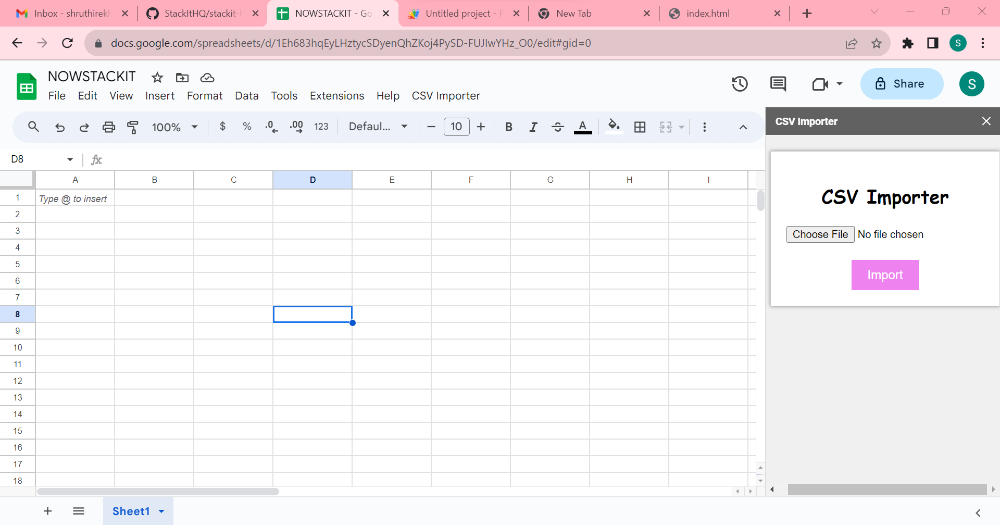 Inbox - shruthirekh
StackItHQ/stackit-
NOWSTACKIT - Go
Untitled project -
New Tab
index.html
docs.google.com/spreadsheets/d/1Eh683hqEyLHztycSDyenQhZKoj4PySD-FUJIwYHz_O0/edit#gid=0
S
NOWSTACKIT
File Edit View Insert Format Data Tools Extensions Help CSV Importer
Share
S
100% $ % .0 .00 123 Defaul... 10 B I S A
CSV Importer
D8
fx
A B C D E F G H I
1 Type @ to insert
2
3
4
5
6
7
8
9
10
11
12
13
14
15
16
17
18
CSV Importer
Choose File No file chosen
Import
Sheet1